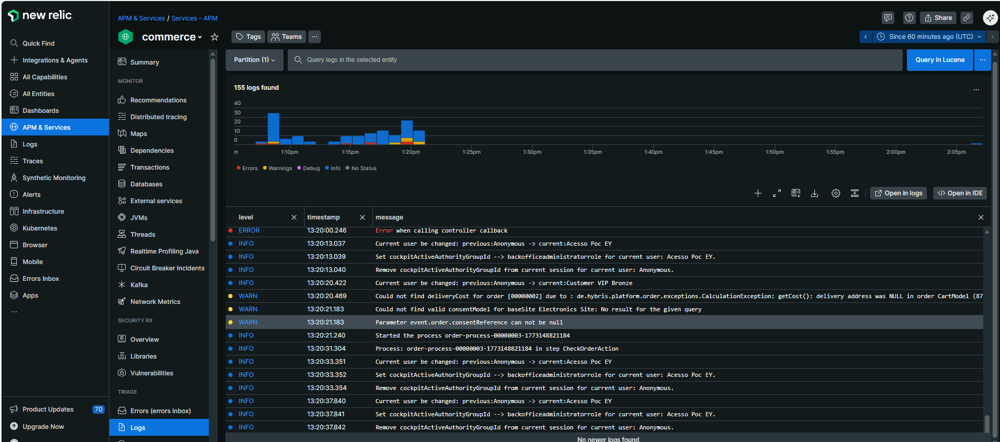 new relic
Quick Find
Integrations & Agents
All Capabilities
All Entities
Dashboards
APM & Services
Logs
Traces
Synthetic Monitoring
Alerts
Infrastructure
Kubernetes
Browser
Mobile
Errors Inbox
Apps
...
Product Updates 70
Upgrade Now
APM & Services / Services - APM
commerce
Tags
Teams
...
Share
Since 60 minutes ago (UTC)
Summary
MONITOR
Recommendations
Distributed tracing
Maps
Dependencies
Transactions
Databases
External services
JVMs
Threads
Realtime Profiling Java
Circuit Breaker Incidents
Kafka
Network Metrics
SECURITY RX
Overview
Libraries
Vulnerabilities
TRIAGE
Errors (errors inbox)
Logs
Partition (1)
Query logs in the selected entity
Query in Lucene
...
155 logs found
...
40
30
20
10
0
m 1:10pm 1:15pm 1:20pm 1:25pm 1:30pm 1:35pm 1:40pm 1:45pm 1:50pm 1:55pm 2:00pm 2:05pm
Errors Warnings Debug Info No Status
Open in logs
</> Open in IDE
level timestamp message
ERROR 13:20:00.246 Error when calling controller callback
INFO 13:20:13.037 Current user be changed: previous:Anonymous -> current:Acesso Poc EY
INFO 13:20:13.039 Set cockpitActiveAuthorityGroupId --> backofficeadministratorrole for current user: Acesso Poc EY.
INFO 13:20:13.040 Remove cockpitActiveAuthorityGroupId from current session for current user: Anonymous.
INFO 13:20:20.422 Current user be changed: previous:Anonymous -> current:Customer VIP Bronze
WARN 13:20:20.469 Could not find deliveryCost for order [00000002] due to : de.hybris.platform.order.exceptions.CalculationException: getCost(): delivery address was NULL in order CartModel (87
WARN 13:20:21.183 Could not find valid consentModel for baseSite Electronics Site: No result for the given query
WARN 13:20:21.183 Parameter event.order.consentReference can not be null
INFO 13:20:21.240 Started the process order-process-00000003-1773148821184
INFO 13:20:31.304 Process: order-process-00000003-1773148821184 in step CheckOrderAction
INFO 13:20:33.351 Current user be changed: previous:Anonymous -> current:Acesso Poc EY
INFO 13:20:33.352 Set cockpitActiveAuthorityGroupId --> backofficeadministratorrole for current user: Acesso Poc EY.
INFO 13:20:33.354 Remove cockpitActiveAuthorityGroupId from current session for current user: Anonymous.
INFO 13:20:37.840 Current user be changed: previous:Anonymous -> current:Acesso Poc EY
INFO 13:20:37.841 Set cockpitActiveAuthorityGroupId --> backofficeadministratorrole for current user: Acesso Poc EY.
INFO 13:20:37.842 Remove cockpitActiveAuthorityGroupId from current session for current user: Anonymous.
No newer logs found